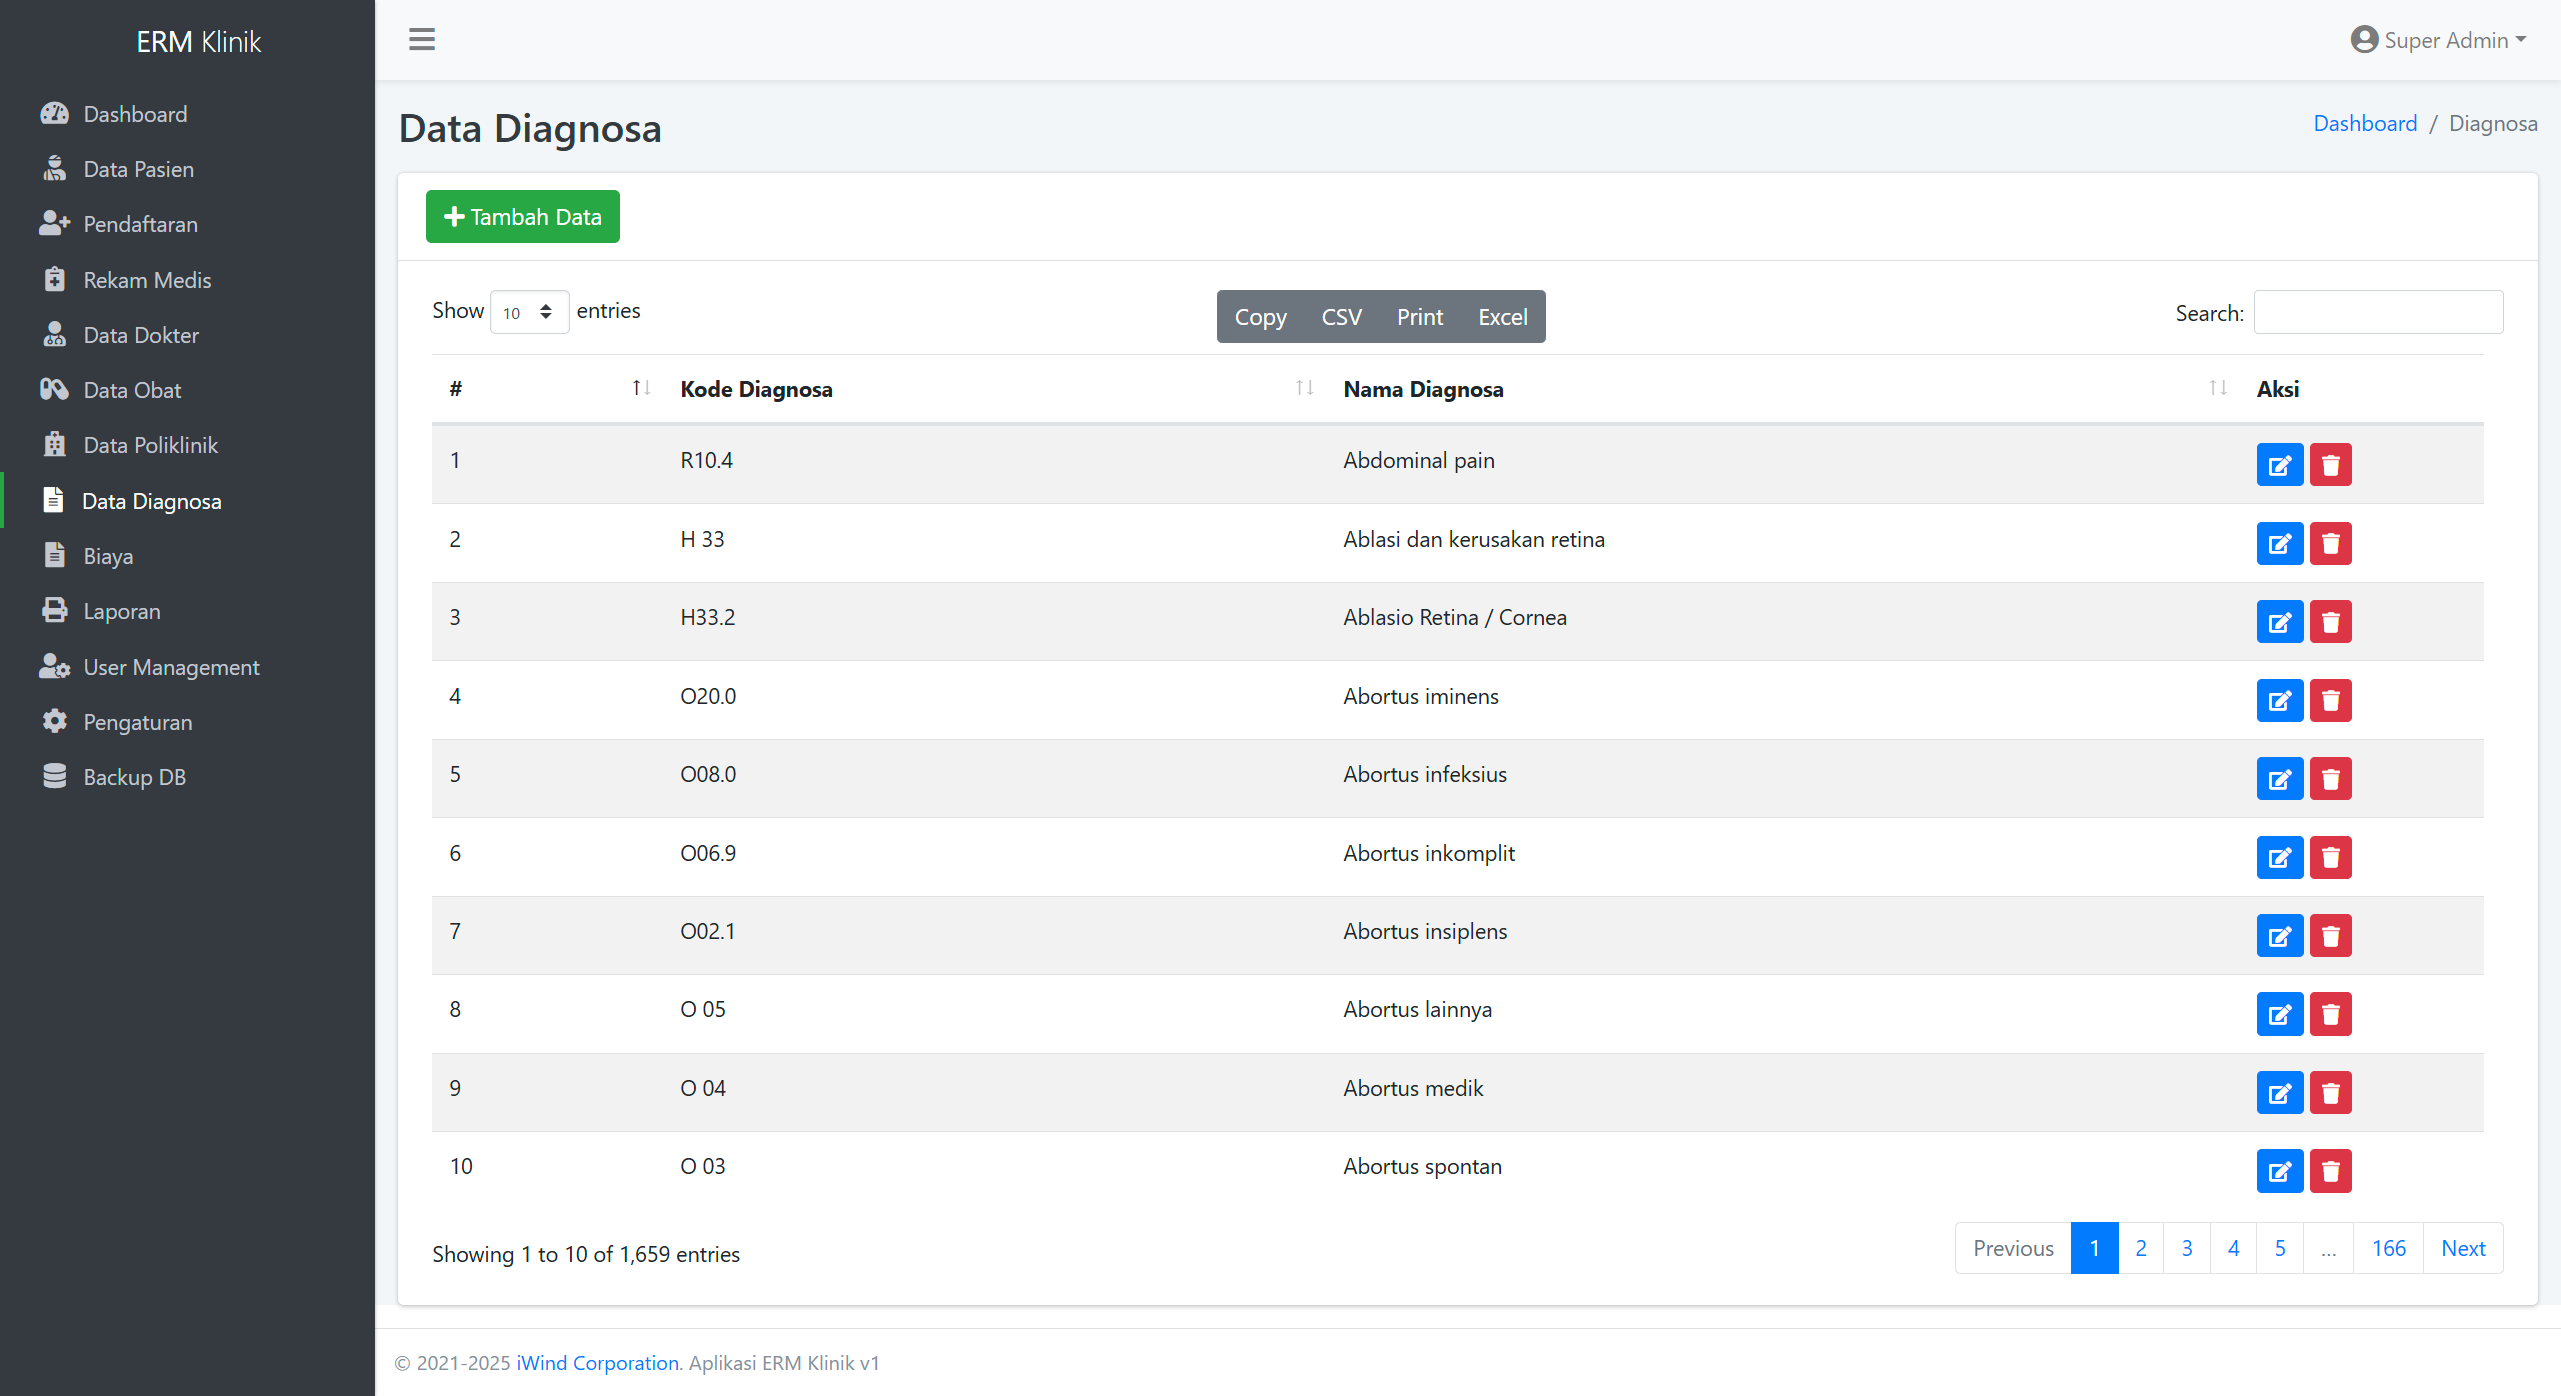 ERM Klinik
Super Admin
Dashboard
Data Pasien
Pendaftaran
Rekam Medis
Data Dokter
Data Obat
Data Poliklinik
Data Diagnosa
Biaya
Laporan
User Management
Pengaturan
Backup DB
Data Diagnosa
Dashboard / Diagnosa
Tambah Data
Show 10 entries
Copy CSV Print Excel
Search:
# Kode Diagnosa Nama Diagnosa Aksi
1 R10.4 Abdominal pain
2 H 33 Ablasi dan kerusakan retina
3 H33.2 Ablasio Retina / Cornea
4 O20.0 Abortus iminens
5 O08.0 Abortus infeksius
6 O06.9 Abortus inkomplit
7 O02.1 Abortus insiplens
8 O 05 Abortus lainnya
9 O 04 Abortus medik
10 O 03 Abortus spontan
Showing 1 to 10 of 1,659 entries
Previous 1 2 3 4 5 ... 166 Next
© 2021-2025 iWind Corporation. Aplikasi ERM Klinik v1